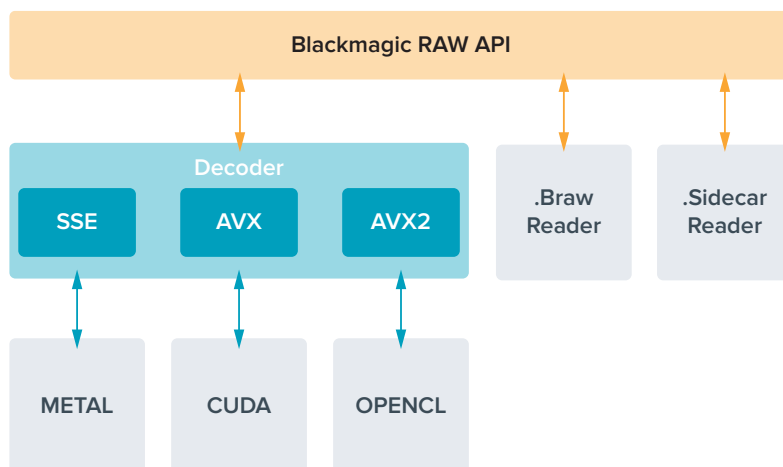 Blackmagic RAW API
Decoder
SSE
AVX
AVX2
.Braw
Reader
.Sidecar
Reader
METAL
CUDA
OPENCL